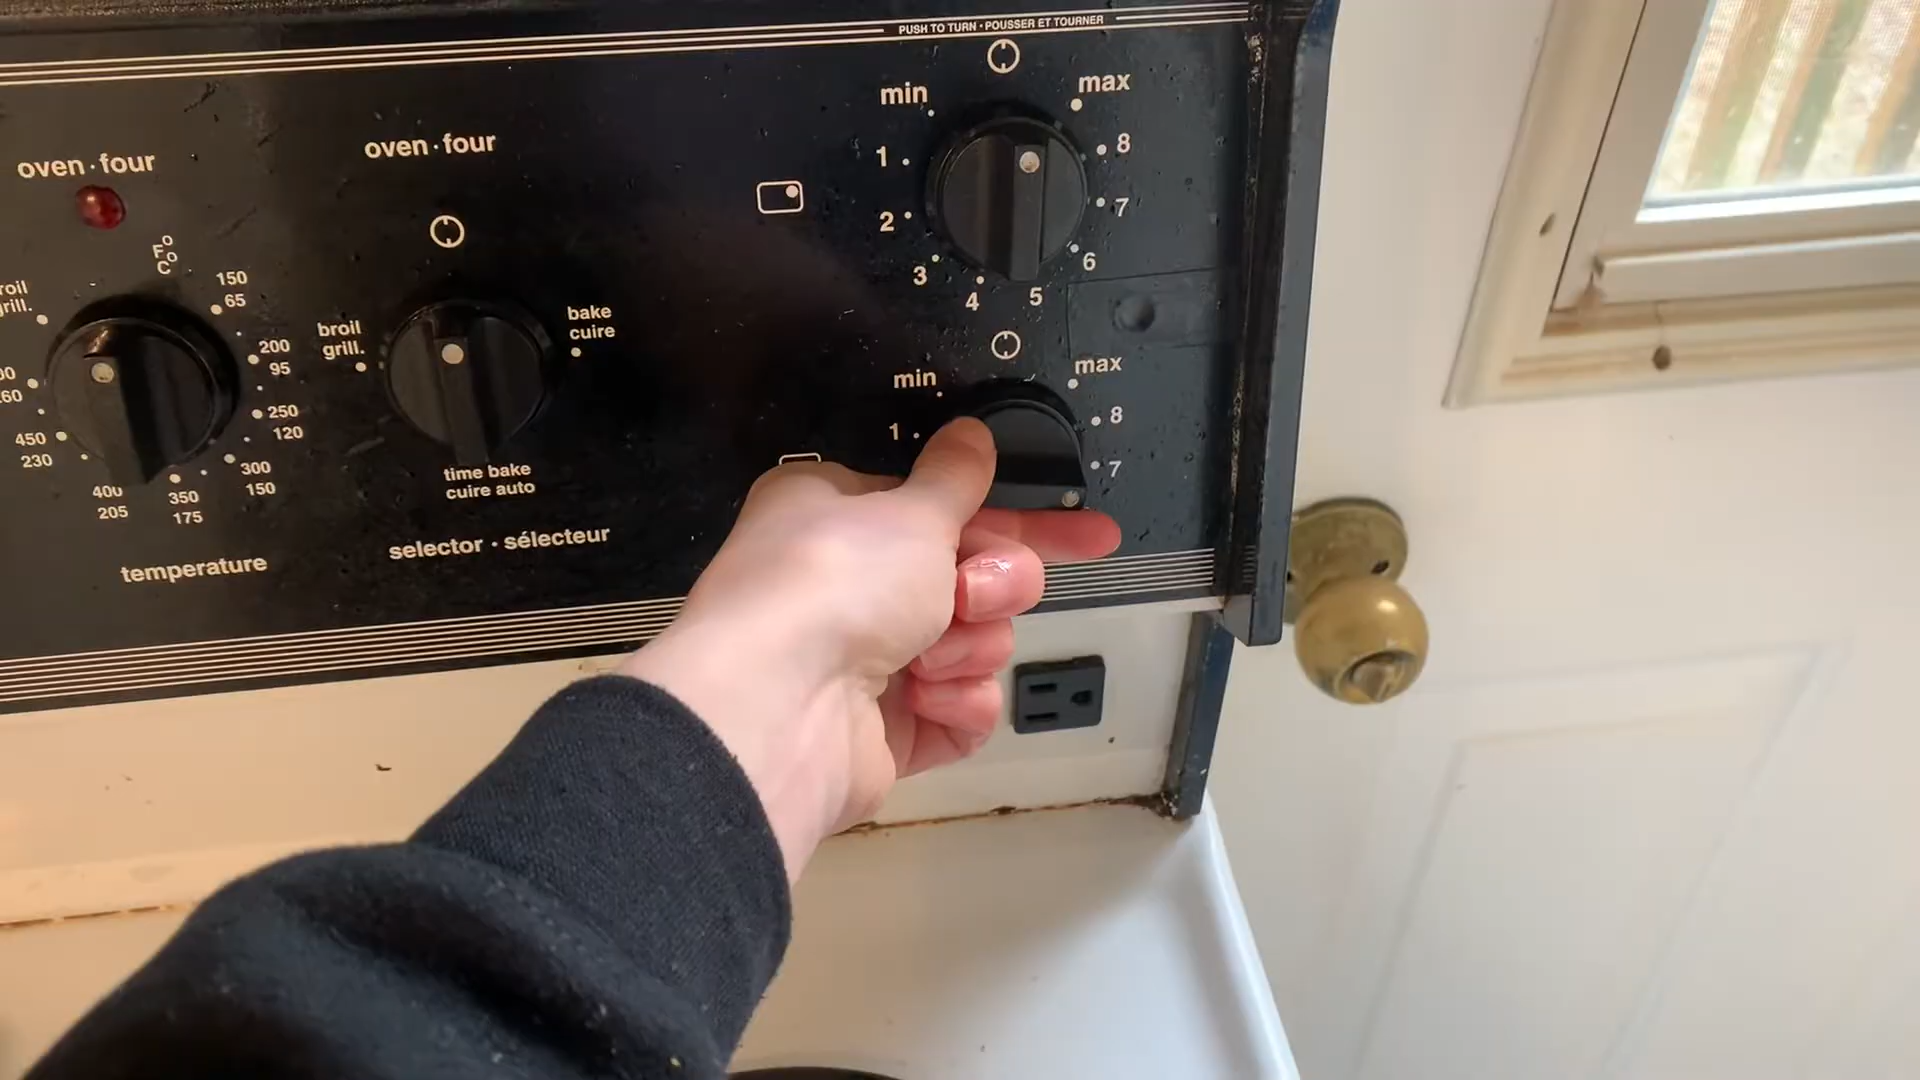 PUSH TO TURN · POUSSER ET TOURNER
oven · four
F° C°
150
65
200
95
250
120
300
150
350
175
400
205
450
230
temperature
oven · four
broil
grill.
bake
cuire
time bake
cuire auto
selector · sélecteur
min
max
1
2
3
4
5
6
7
8
min
max
1
7
8